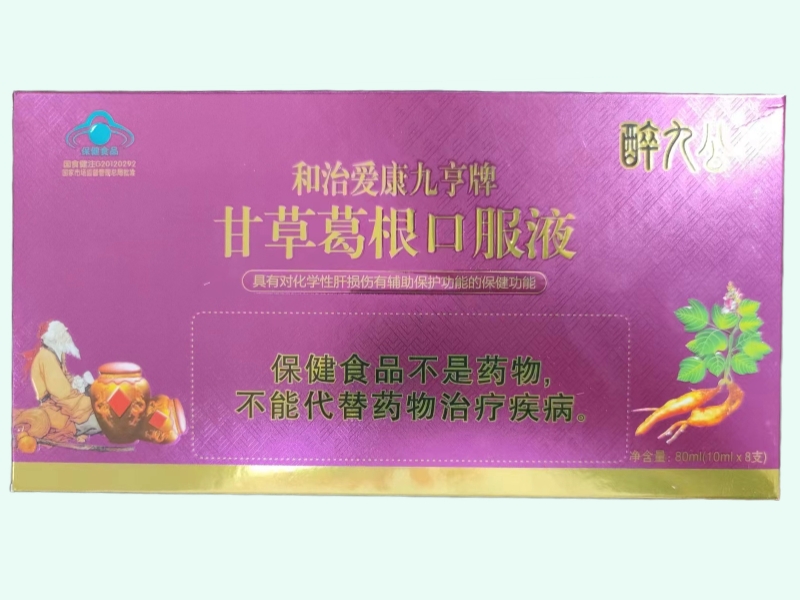 保健食品
国食健注G20120292
国家市场监督管理总局批准
醉九公
和治爱康九亨牌
甘草葛根口服液
具有对化学性肝损伤有辅助保护功能的保健功能
保健食品不是药物,
不能代替药物治疗疾病。
净含量: 80ml(10ml x 8支)